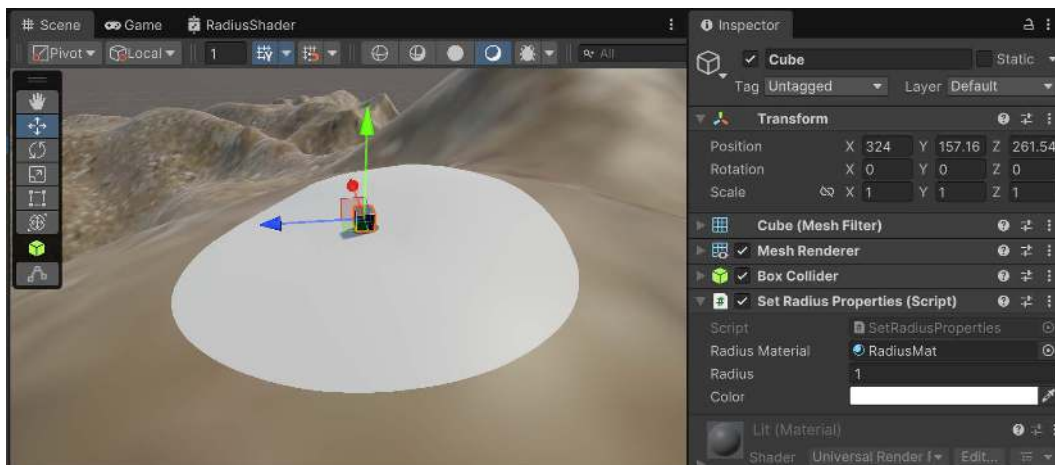 Scene Game RadiusShader
Pivot Local 1 All
Inspector
Cube Static
Tag Untagged Layer Default
Transform
Position X 324 Y 157.16 Z 261.54
Rotation X 0 Y 0 Z 0
Scale X 1 Y 1 Z 1
Cube (Mesh Filter)
Mesh Renderer
Box Collider
# Set Radius Properties (Script)
Script SetRadiusProperties
Radius Material RadiusMat
Radius 1
Color
Lit (Material)
Shader Universal Render Edit...